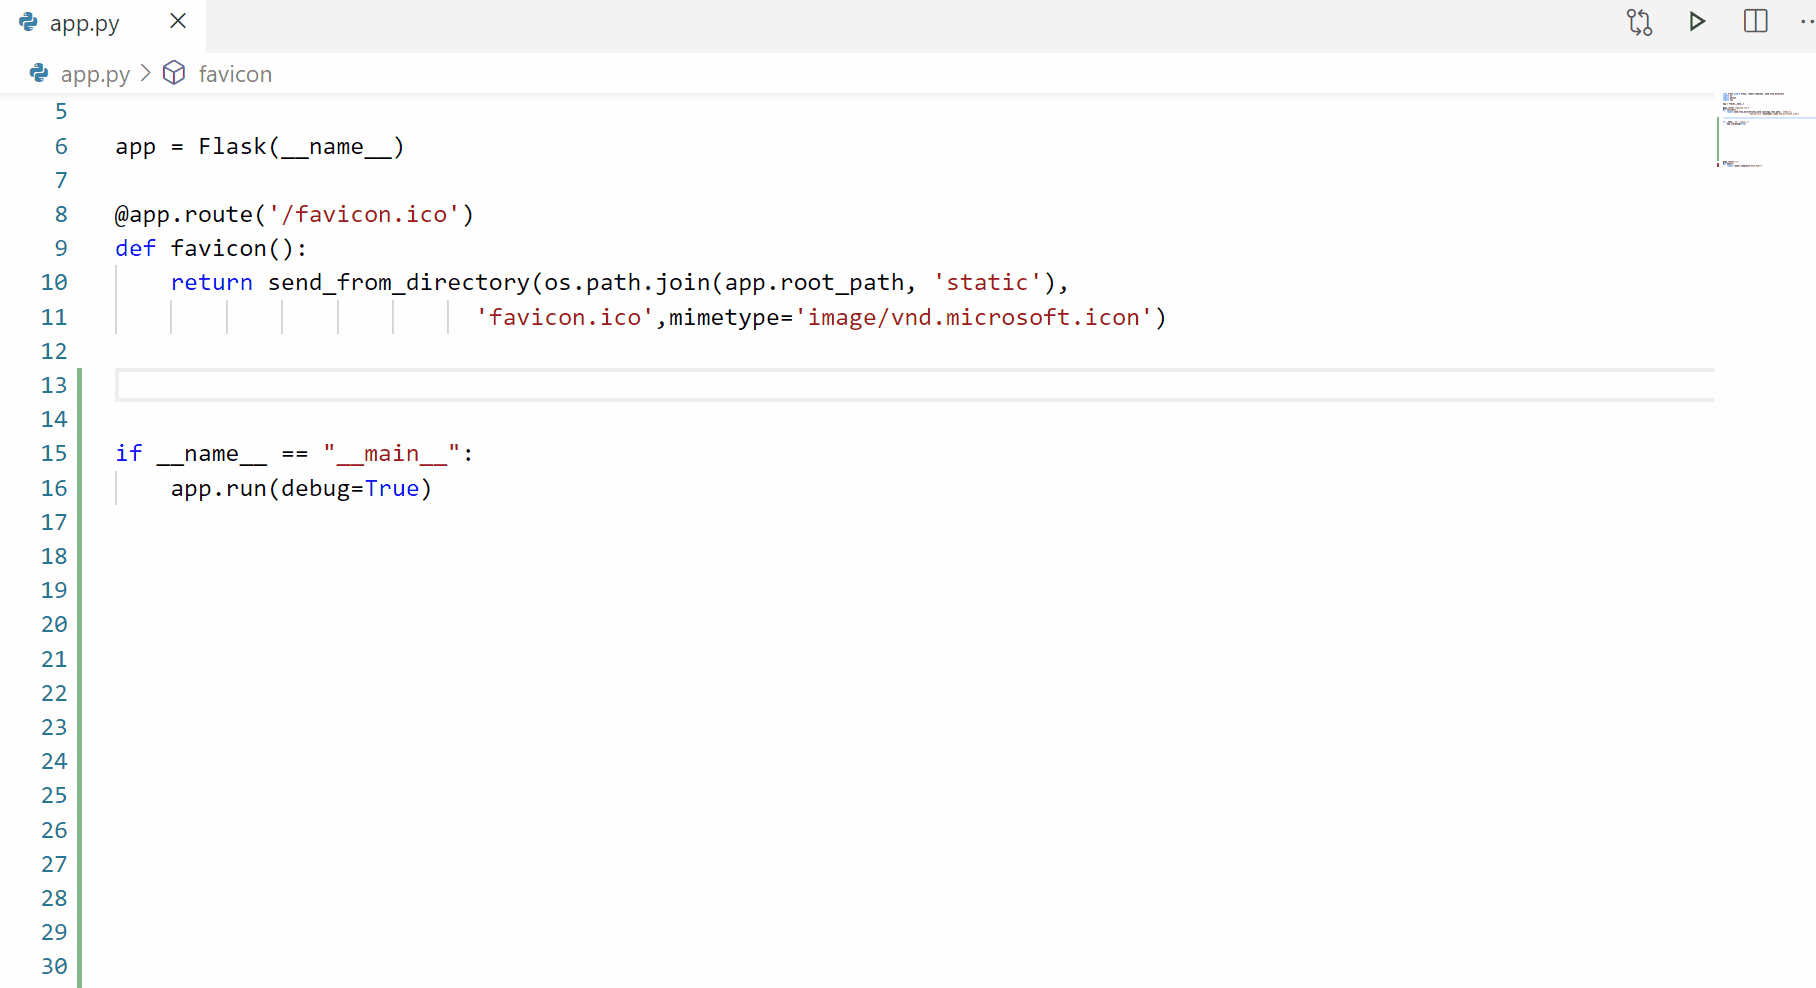 app.py
app.py > favicon
5
6 app = Flask(__name__)
7
8 @app.route('/favicon.ico')
9 def favicon():
10 return send_from_directory(os.path.join(app.root_path, 'static'),
11 'favicon.ico',mimetype='image/vnd.microsoft.icon')
12
13
14
15 if __name__ == "__main__":
16 app.run(debug=True)
17
18
19
20
21
22
23
24
25
26
27
28
29
30